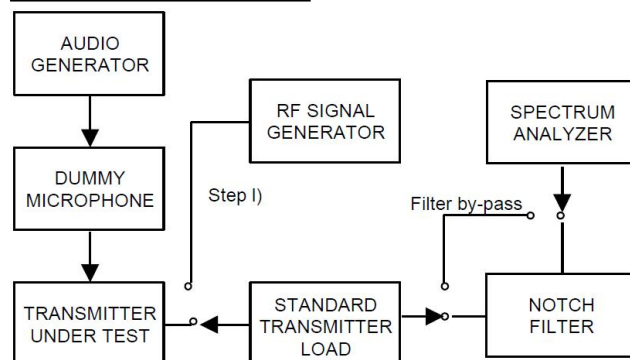 AUDIO
GENERATOR
RF SIGNAL
GENERATOR
SPECTRUM
ANALYZER
DUMMY
MICROPHONE
Step I)
Filter by-pass
TRANSMITTER
UNDER TEST
STANDARD
TRANSMITTER
LOAD
NOTCH
FILTER